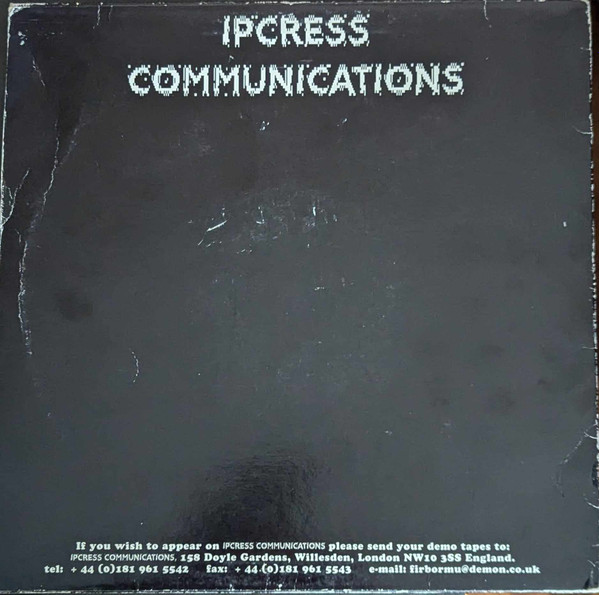 IPCRESS
COMMUNICATIONS
If you wish to appear on IPCRESS COMMUNICATIONS please send your demo tapes to:
IPCRESS COMMUNICATIONS, 158 Doyle Gardens, Willesden, London NW10 3SS England.
tel: + 44 (0)181 961 5542 fax: + 44 (0)181 961 5543 e-mail: firbormu@demon.co.uk